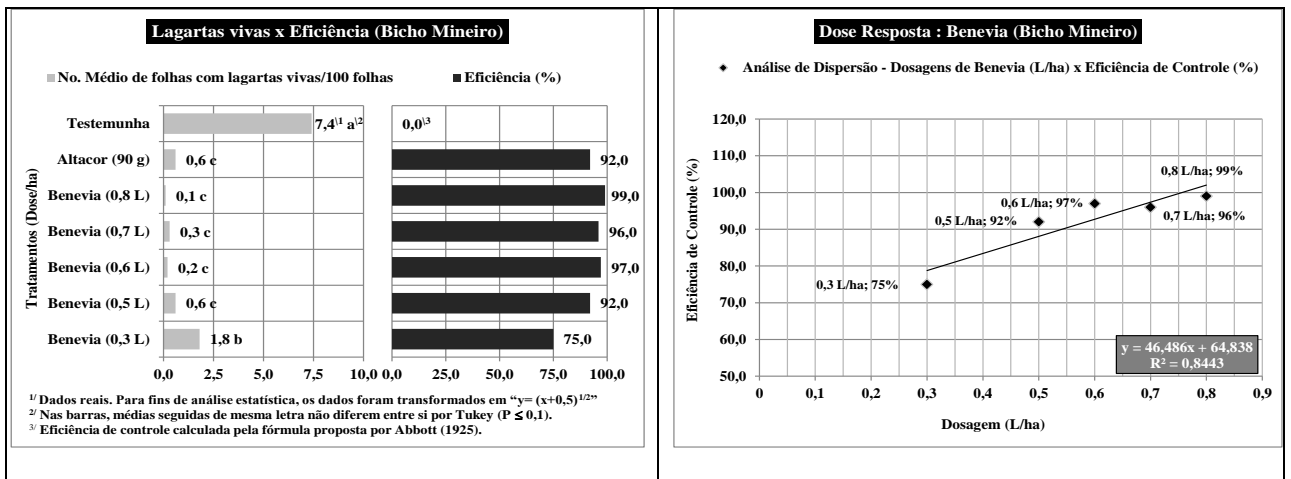 Lagartas vivas x Eficiência (Bicho Mineiro)
No. Médio de folhas com lagartas vivas/100 folhas
Eficiência (%)
Tratamentos (Dose/ha)
Testemunha
7,4\1 a\2
0,0\3
Altacor (90 g)
0,6 c
92,0
Benevia (0,8 L)
0,1 c
99,0
Benevia (0,7 L)
0,3 c
96,0
Benevia (0,6 L)
0,2 c
97,0
Benevia (0,5 L)
0,6 c
92,0
Benevia (0,3 L)
1,8 b
75,0
0,0 2,5 5,0 7,5 10,0
0,0 25,0 50,0 75,0 100,0
1/ Dados reais. Para fins de análise estatística, os dados foram transformados em “y= (x+0,5)1/2”
2/ Nas barras, médias seguidas de mesma letra não diferem entre si por Tukey (P ≤ 0,1).
3/ Eficiência de controle calculada pela fórmula proposta por Abbott (1925).
Dose Resposta : Benevia (Bicho Mineiro)
Análise de Dispersão - Dosagens de Benevia (L/ha) x Eficiência de Controle (%)
Eficiência de Controle (%)
120,0
110,0
100,0
90,0
80,0
70,0
60,0
50,0
0,8 L/ha; 99%
0,6 L/ha; 97%
0,5 L/ha; 92%
0,7 L/ha; 96%
0,3 L/ha; 75%
y = 46,486x + 64,838
R² = 0,8443
0 0,1 0,2 0,3 0,4 0,5 0,6 0,7 0,8 0,9
Dosagem (L/ha)